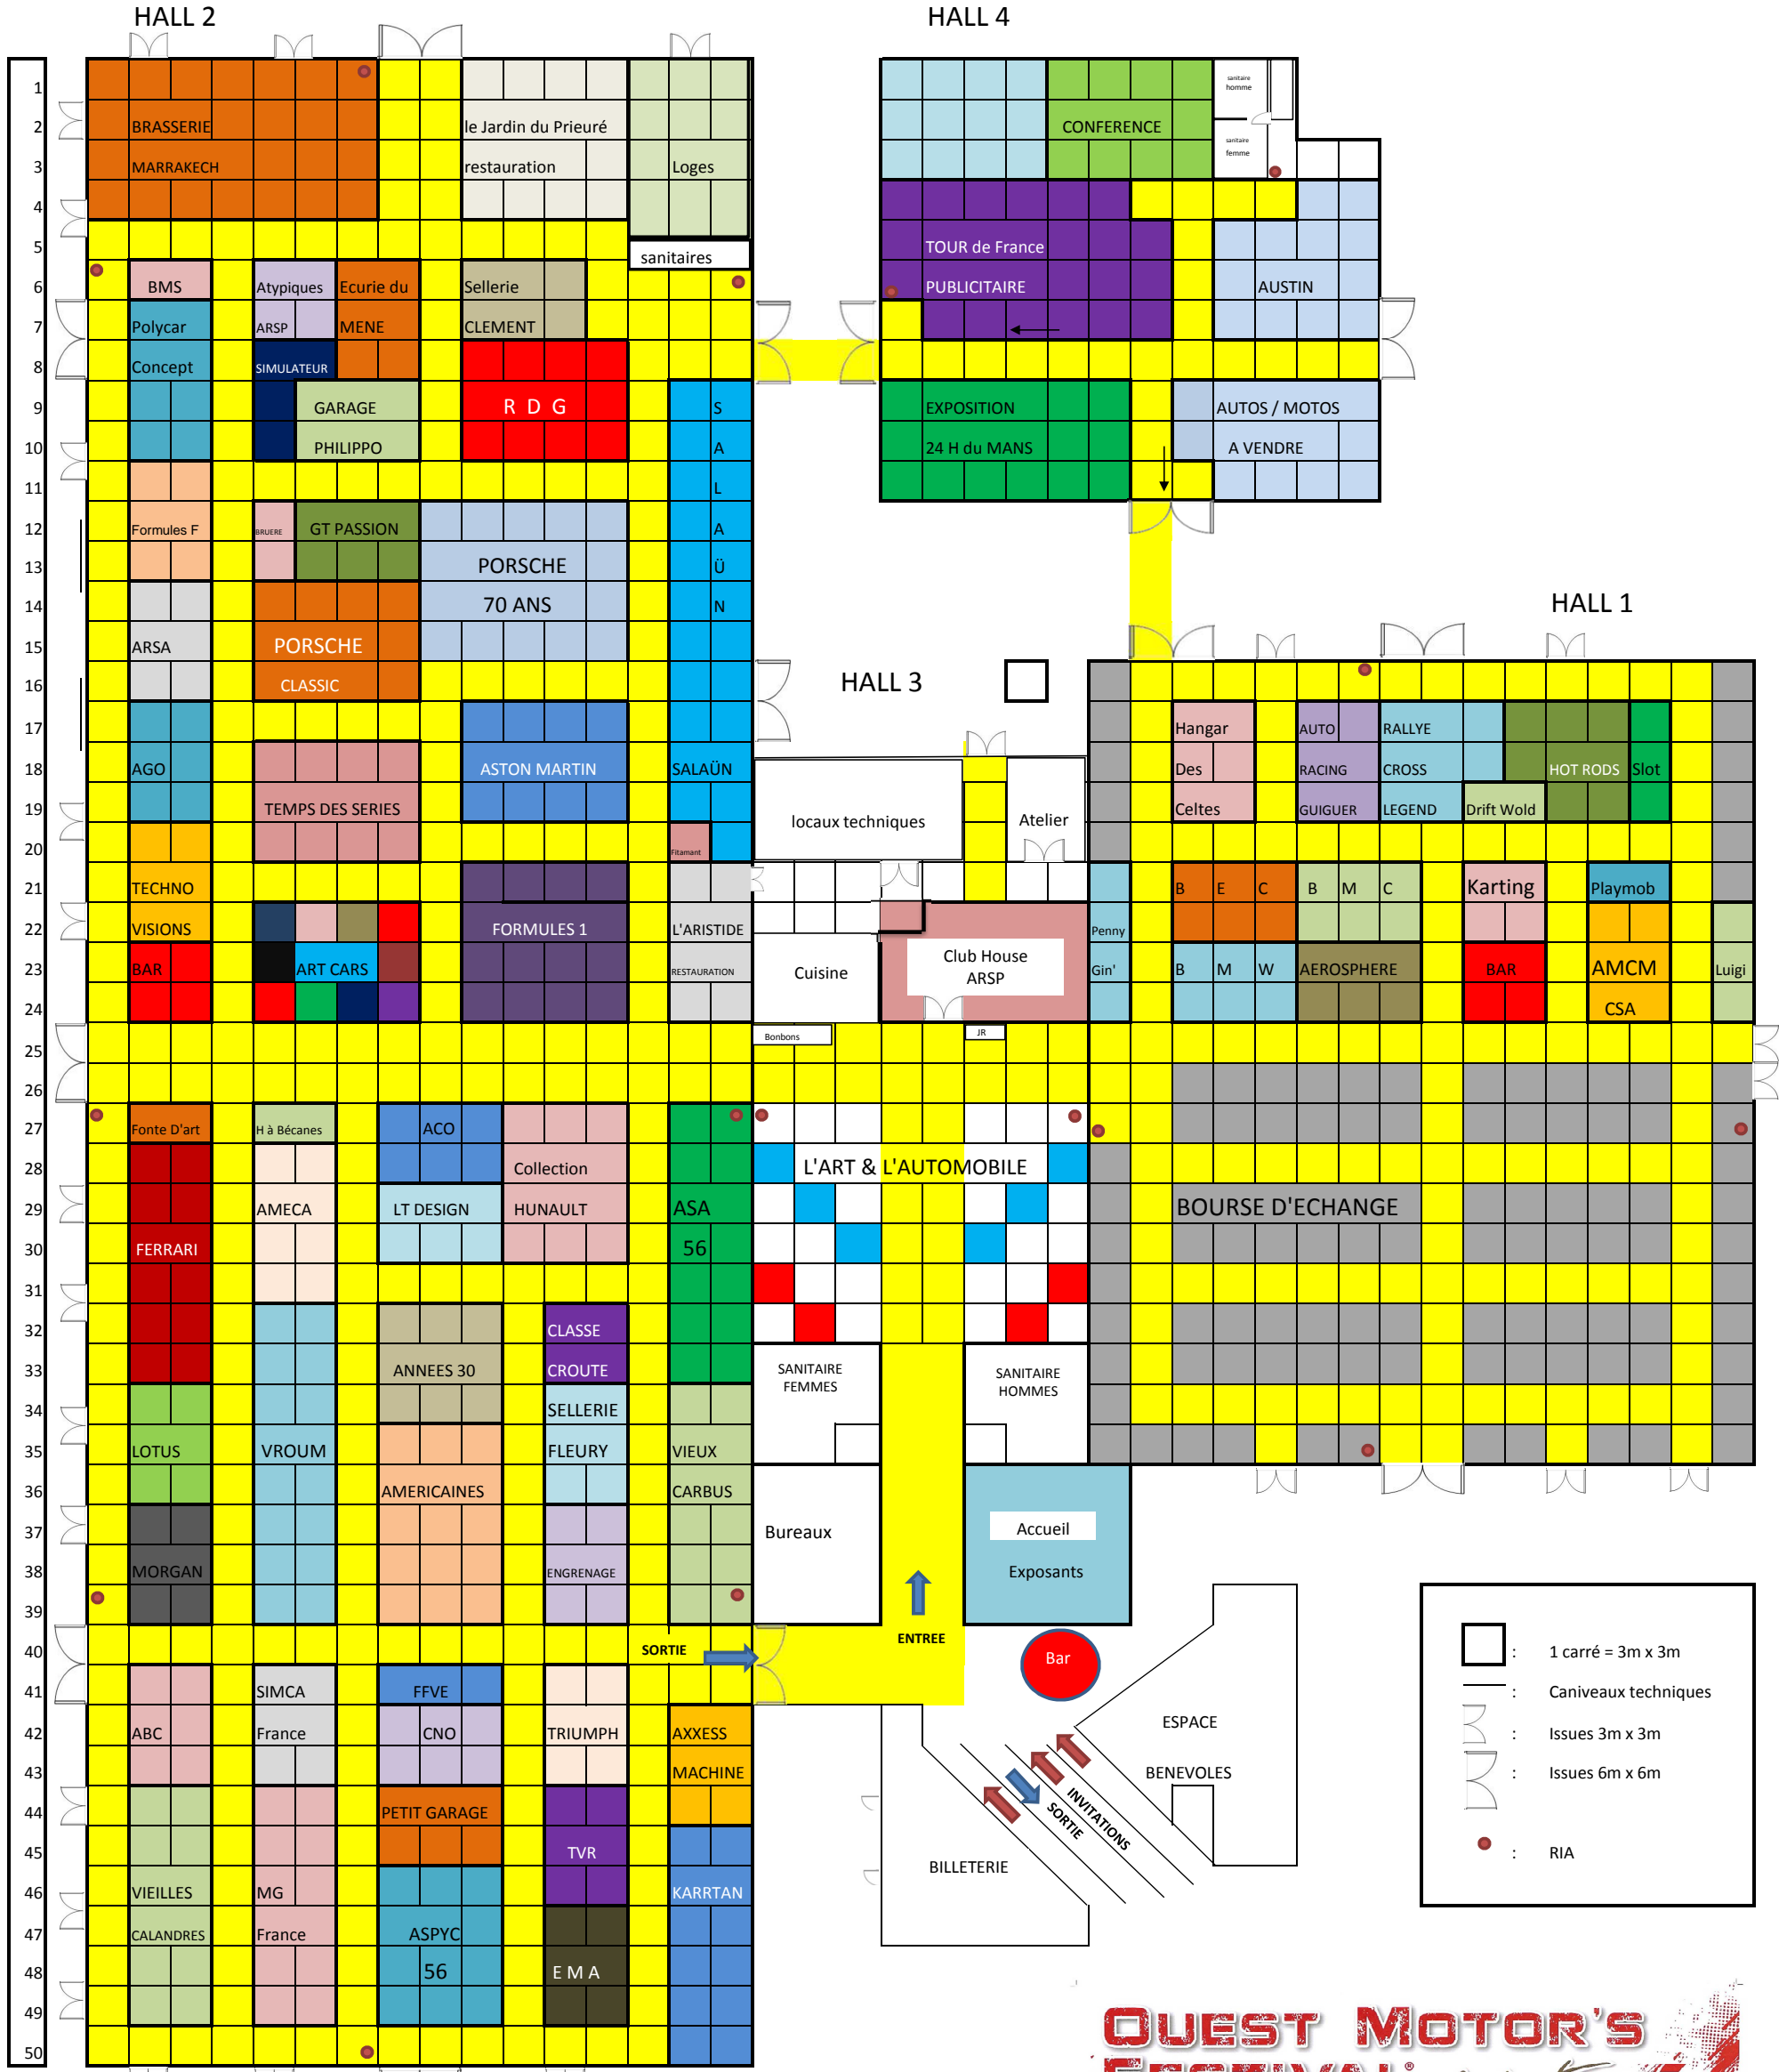 HALL 2
HALL 4
1
2
3
4
5
6
7
8
9
10
11
12
13
14
15
16
17
18
19
20
21
22
23
24
25
26
27
28
29
30
31
32
33
34
35
36
37
38
39
40
41
42
43
44
45
46
47
48
49
50
BRASSERIE
MARRAKECH
le Jardin du Prieuré
restauration
Loges
sanitaires
BMS
Atypiques
ARSP
Ecurie du
MENE
Sellerie
CLEMENT
Polycar
Concept
SIMULATEUR
GARAGE
PHILIPPO
R D G
S
A
L
A
Ü
N
SALAÜN
Formules F
BRUERE
GT PASSION
PORSCHE
70 ANS
ARSA
PORSCHE
CLASSIC
AGO
TEMPS DES SERIES
ASTON MARTIN
Fitamant
TECHNO
VISIONS
FORMULES 1
L'ARISTIDE
RESTAURATION
BAR
ART CARS
Fonte D'art
H à Bécanes
ACO
Collection
HUNAULT
AMECA
LT DESIGN
ASA
56
FERRARI
CLASSE
CROUTE
ANNEES 30
SELLERIE
FLEURY
LOTUS
VROUM
VIEUX
CARBUS
AMERICAINES
MORGAN
ENGRENAGE
SORTIE
SIMCA
France
FFVE
ABC
CNO
TRIUMPH
AXXESS
MACHINE
PETIT GARAGE
TVR
VIEILLES
CALANDRES
MG
France
KARRTAN
ASPYC
56
E M A
sanitaire
homme
sanitaire
femme
CONFERENCE
TOUR de France
PUBLICITAIRE
AUSTIN
EXPOSITION
24 H du MANS
AUTOS / MOTOS
A VENDRE
HALL 3
locaux techniques
Atelier
Cuisine
Club House
ARSP
Bonbons
JR
L'ART & L'AUTOMOBILE
SANITAIRE
FEMMES
SANITAIRE
HOMMES
Bureaux
Accueil
Exposants
ENTREE
Bar
ESPACE
BENEVOLES
INVITATIONS
SORTIE
BILLETERIE
HALL 1
Hangar
Des
Celtes
AUTO
RACING
GUIGUER
RALLYE
CROSS
LEGEND
HOT RODS
Slot
Drift Wold
Penny
Gin'
B E C
B M C
Karting
Playmob
B M W
AEROSPHERE
BAR
AMCM
CSA
Luigi
BOURSE D'ECHANGE
: 1 carré = 3m x 3m
: Caniveaux techniques
: Issues 3m x 3m
: Issues 6m x 6m
: RIA
OUEST MOTOR'S
FESTIVAL®